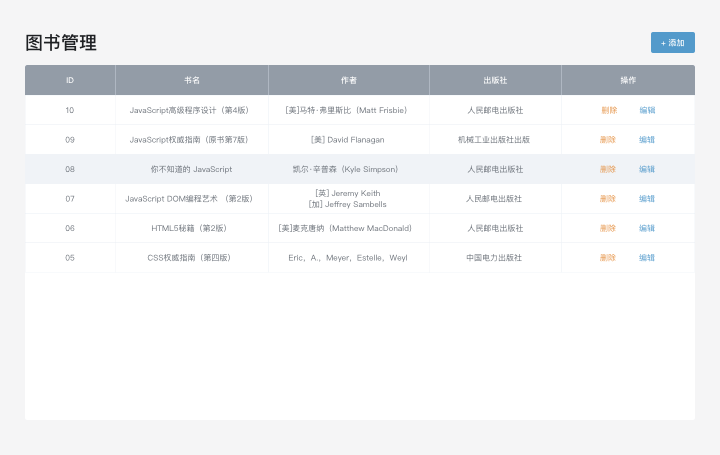 图书管理
+ 添加
ID 书名 作者 出版社 操作
10 JavaScript高级程序设计（第4版） [美]马特·弗里斯比（Matt Frisbie） 人民邮电出版社 删除 编辑
09 JavaScript权威指南（原书第7版） [美] David Flanagan 机械工业出版社出版 删除 编辑
08 你不知道的 JavaScript 凯尔·辛普森（Kyle Simpson） 人民邮电出版社 删除 编辑
07 JavaScript DOM编程艺术 （第2版） [英] Jeremy Keith
[加] Jeffrey Sambells 人民邮电出版社 删除 编辑
06 HTML5秘籍（第2版） [美]麦克唐纳（Matthew MacDonald） 人民邮电出版社 删除 编辑
05 CSS权威指南（第四版） Eric，A.，Meyer，Estelle，Weyl 中国电力出版社 删除 编辑